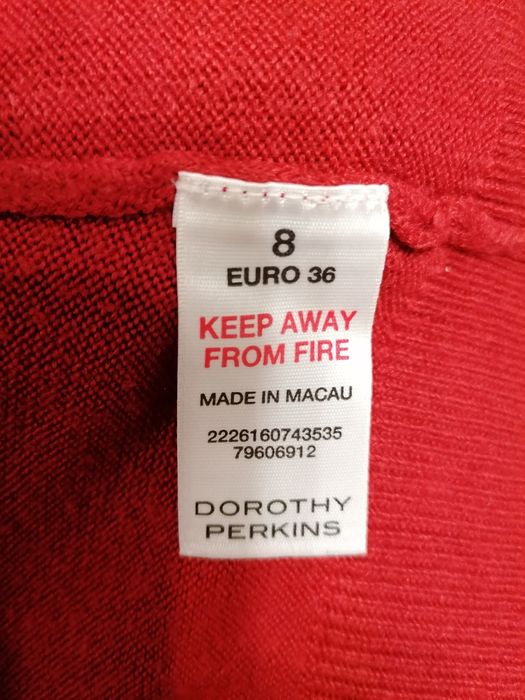 8
EURO 36
KEEP AWAY
FROM FIRE
MADE IN MACAU
2226160743535
79606912
DOROTHY
PERKINS